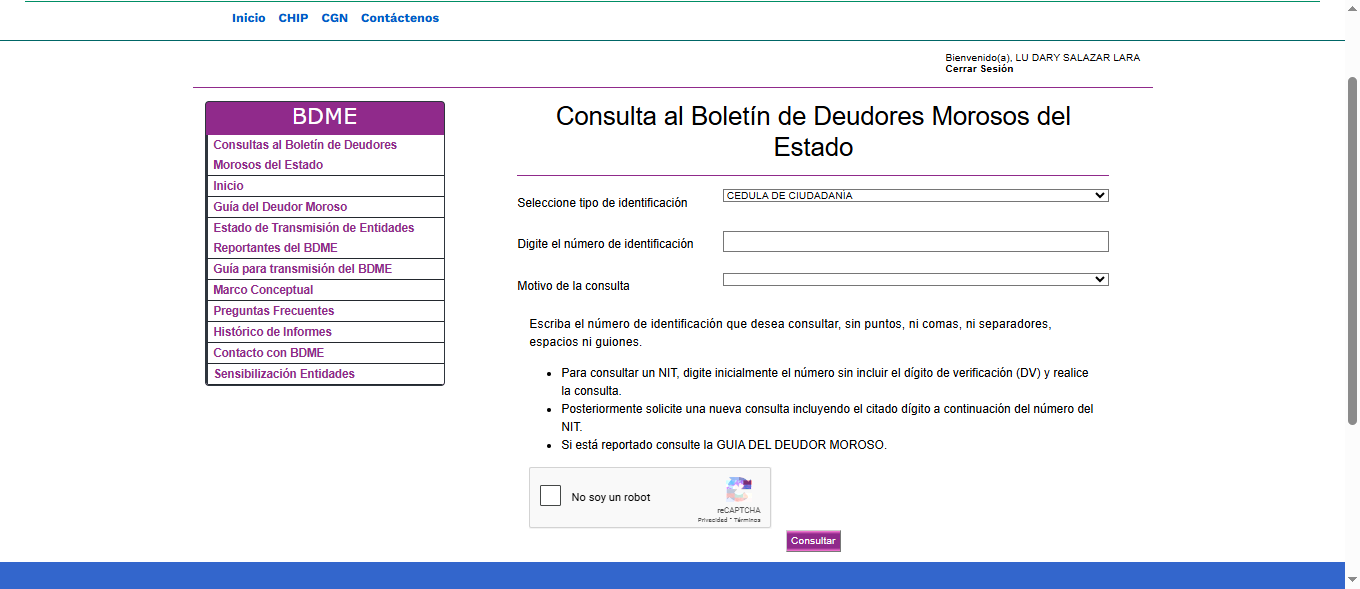 Inicio CHIP CGN Contáctenos
Bienvenido(a), LU DARY SALAZAR LARA
Cerrar Sesión
BDME
Consultas al Boletín de Deudores
Morosos del Estado
Inicio
Guía del Deudor Moroso
Estado de Transmisión de Entidades
Reportantes del BDME
Guía para transmisión del BDME
Marco Conceptual
Preguntas Frecuentes
Histórico de Informes
Contacto con BDME
Sensibilización Entidades
Consulta al Boletín de Deudores Morosos del
Estado
Seleccione tipo de identificación
CEDULA DE CIUDADANÍA
Digite el número de identificación
Motivo de la consulta
Escriba el número de identificación que desea consultar, sin puntos, ni comas, ni separadores,
espacios ni guiones.
• Para consultar un NIT, digite inicialmente el número sin incluir el dígito de verificación (DV) y realice
la consulta.
• Posteriormente solicite una nueva consulta incluyendo el citado dígito a continuación del número del
NIT.
• Si está reportado consulte la GUIA DEL DEUDOR MOROSO.
No soy un robot
reCAPTCHA
Privacidad - Términos
Consultar